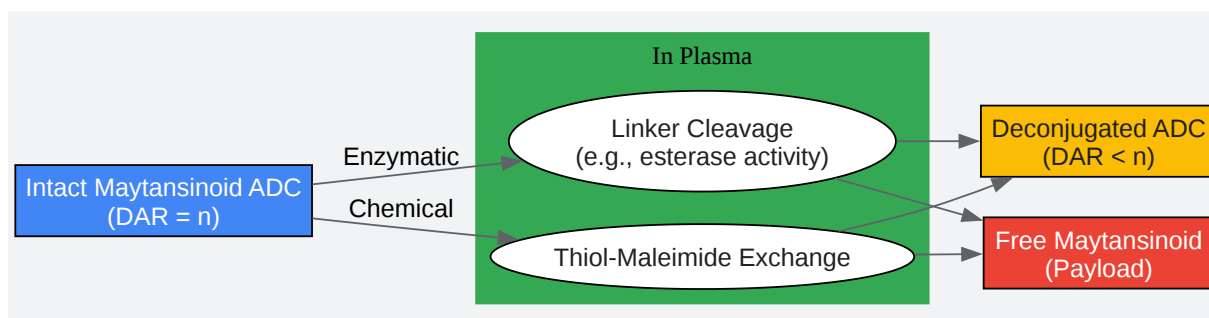 In Plasma
Linker Cleavage
(e.g., esterase activity)
Deconjugated ADC
(DAR < n)
Enzymatic
Intact Maytansinoid ADC
(DAR = n)
Chemical
Thiol-Maleimide Exchange
Free Maytansinoid
(Payload)